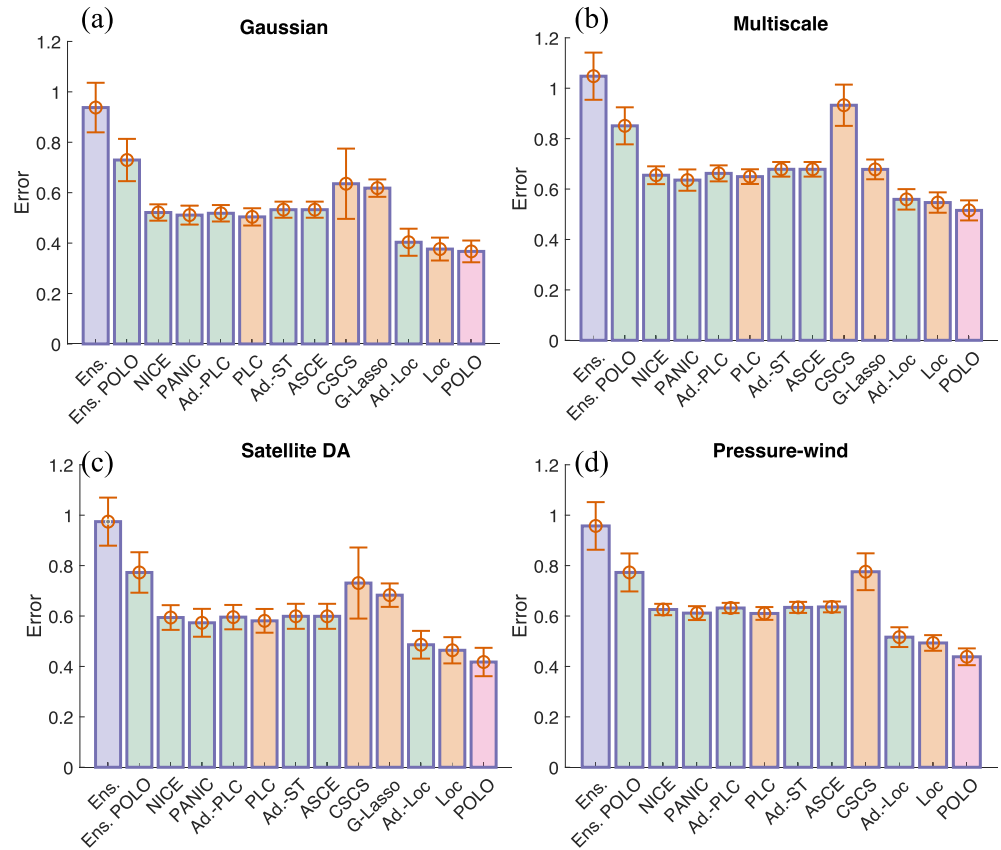 (a)
Gaussian
Error
1.2
1
0.8
0.6
0.4
0.2
0
Ens.
Ens. POLO
NICE
PANIC
Ad.-PLC
PLC
Ad.-ST
ASCE
CSCS
G-Lasso
Ad.-Loc
Loc
POLO
(b)
Multiscale
Error
1.2
1
0.8
0.6
0.4
0.2
0
Ens.
Ens. POLO
NICE
PANIC
Ad.-PLC
PLC
Ad.-ST
ASCE
CSCS
G-Lasso
Ad.-Loc
Loc
POLO
(c)
Satellite DA
Error
1.2
1
0.8
0.6
0.4
0.2
0
Ens.
Ens. POLO
NICE
PANIC
Ad.-PLC
PLC
Ad.-ST
ASCE
CSCS
G-Lasso
Ad.-Loc
Loc
POLO
(d)
Pressure-wind
Error
1.2
1
0.8
0.6
0.4
0.2
0
Ens.
Ens. POLO
NICE
PANIC
Ad.-PLC
PLC
Ad.-ST
ASCE
CSCS
Ad.-Loc
Loc
POLO